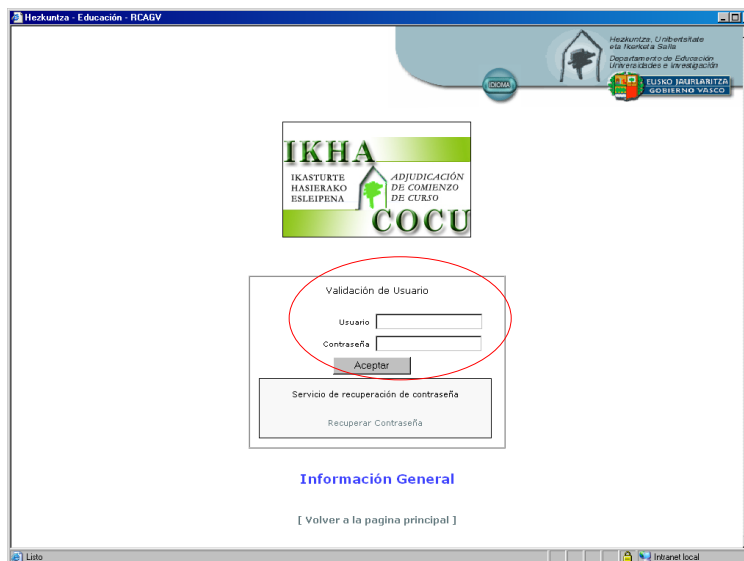 Hezkuntza - Educación - RCAGV
Hezkuntza, Unibertsitate
eta Ikerketa Saila
Departamento de Educación
Universidades e Investigación
IDIOMA
EUSKO JAURLARITZA
GOBIERNO VASCO
IKHA
IKASTURTE
HASIERAKO
ESLEIPENA
ADJUDICACIÓN
DE COMIENZO
DE CURSO
COCU
Validación de Usuario
Usuario
Contraseña
Aceptar
Servicio de recuperación de contraseña
Recuperar Contraseña
Información General
[ Volver a la pagina principal ]
Listo
Intranet local